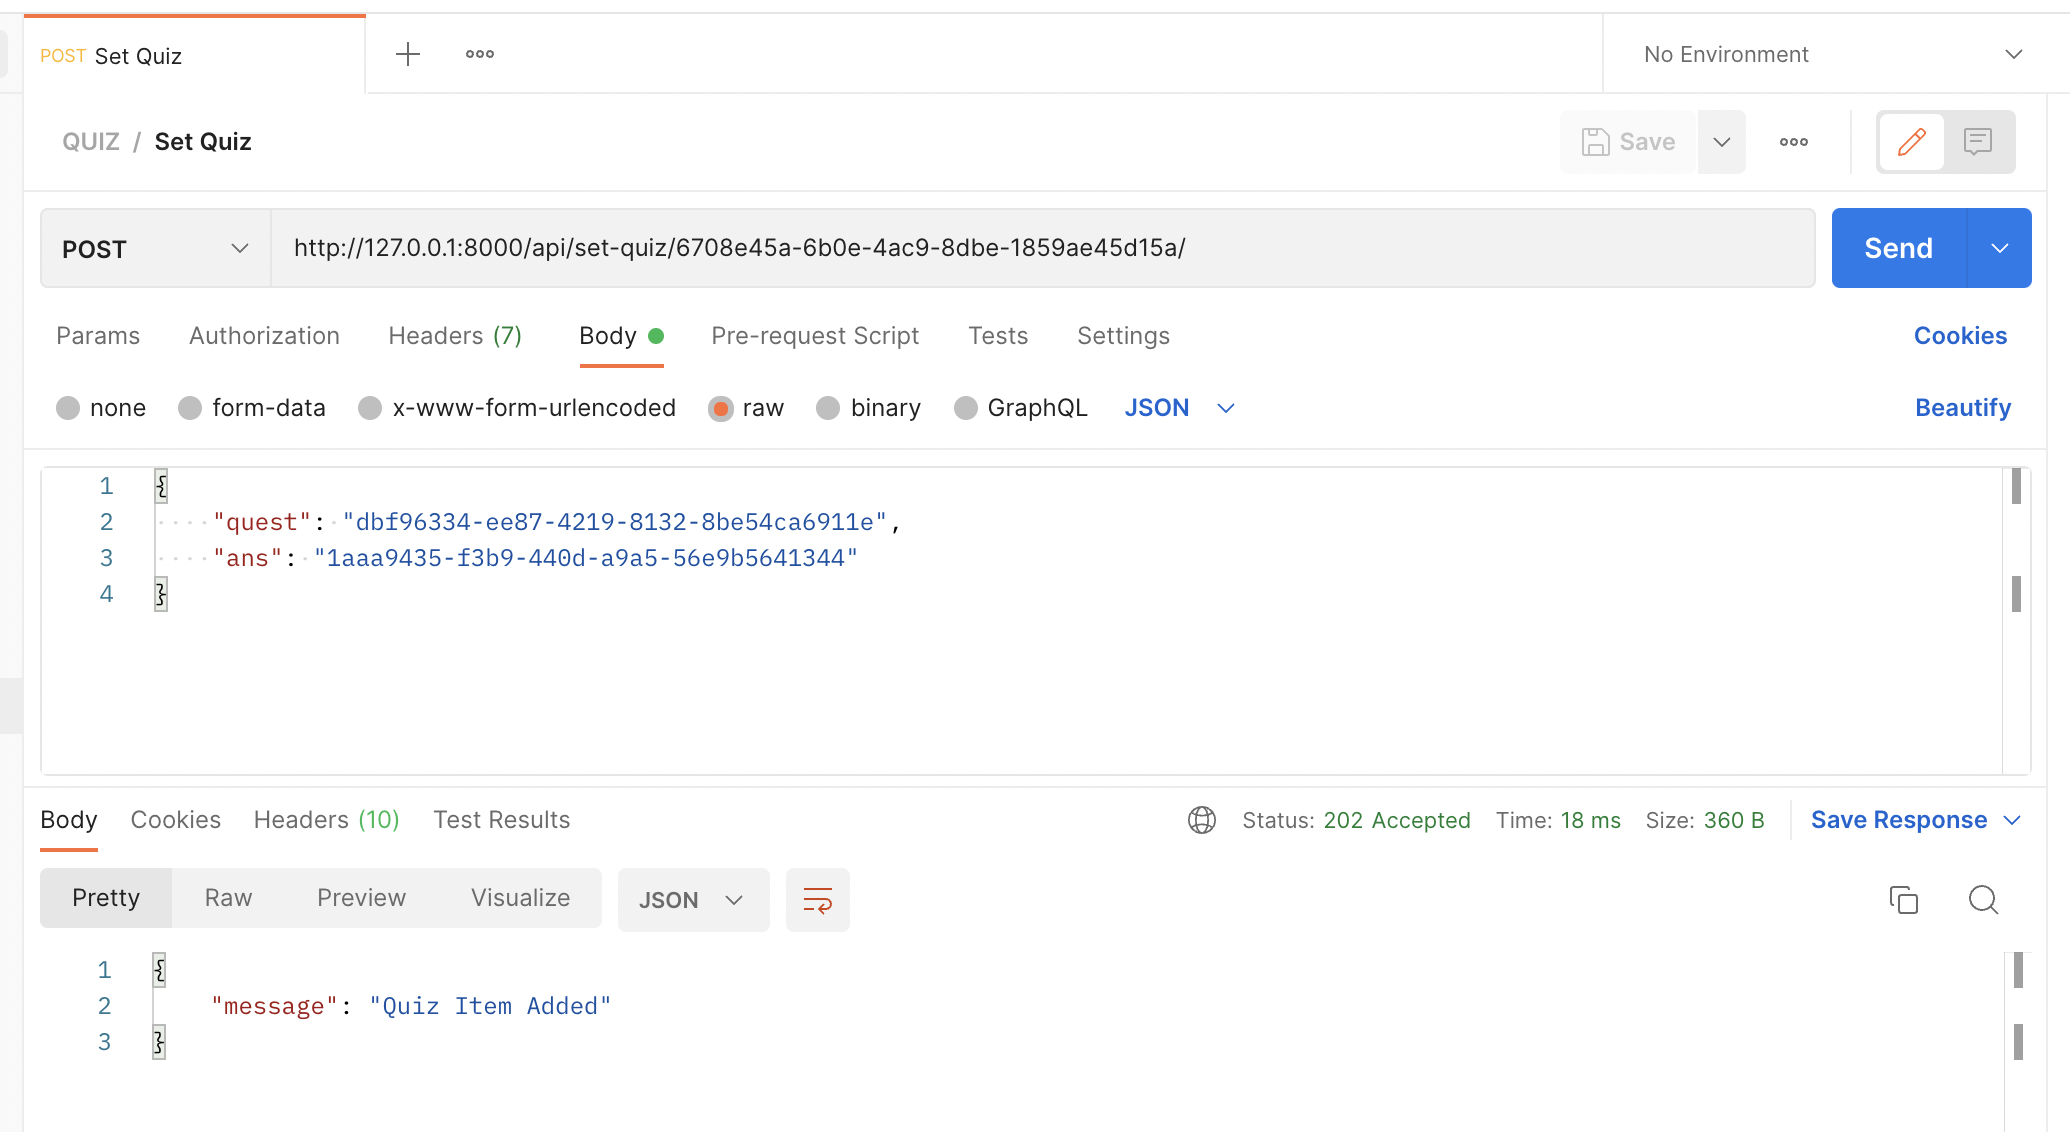 POST Set Quiz
No Environment
QUIZ / Set Quiz
Save
POST
http://127.0.0.1:8000/api/set-quiz/6708e45a-6b0e-4ac9-8dbe-1859ae45d15a/
Send
Params Authorization Headers (7) Body Pre-request Script Tests Settings Cookies
none form-data x-www-form-urlencoded raw binary GraphQL JSON Beautify
1 {
2 "quest": "dbf96334-ee87-4219-8132-8be54ca6911e",
3 "ans": "1aaa9435-f3b9-440d-a9a5-56e9b5641344"
4 }
Body Cookies Headers (10) Test Results Status: 202 Accepted Time: 18 ms Size: 360 B Save Response
Pretty Raw Preview Visualize JSON
1 {
2 "message": "Quiz Item Added"
3 }